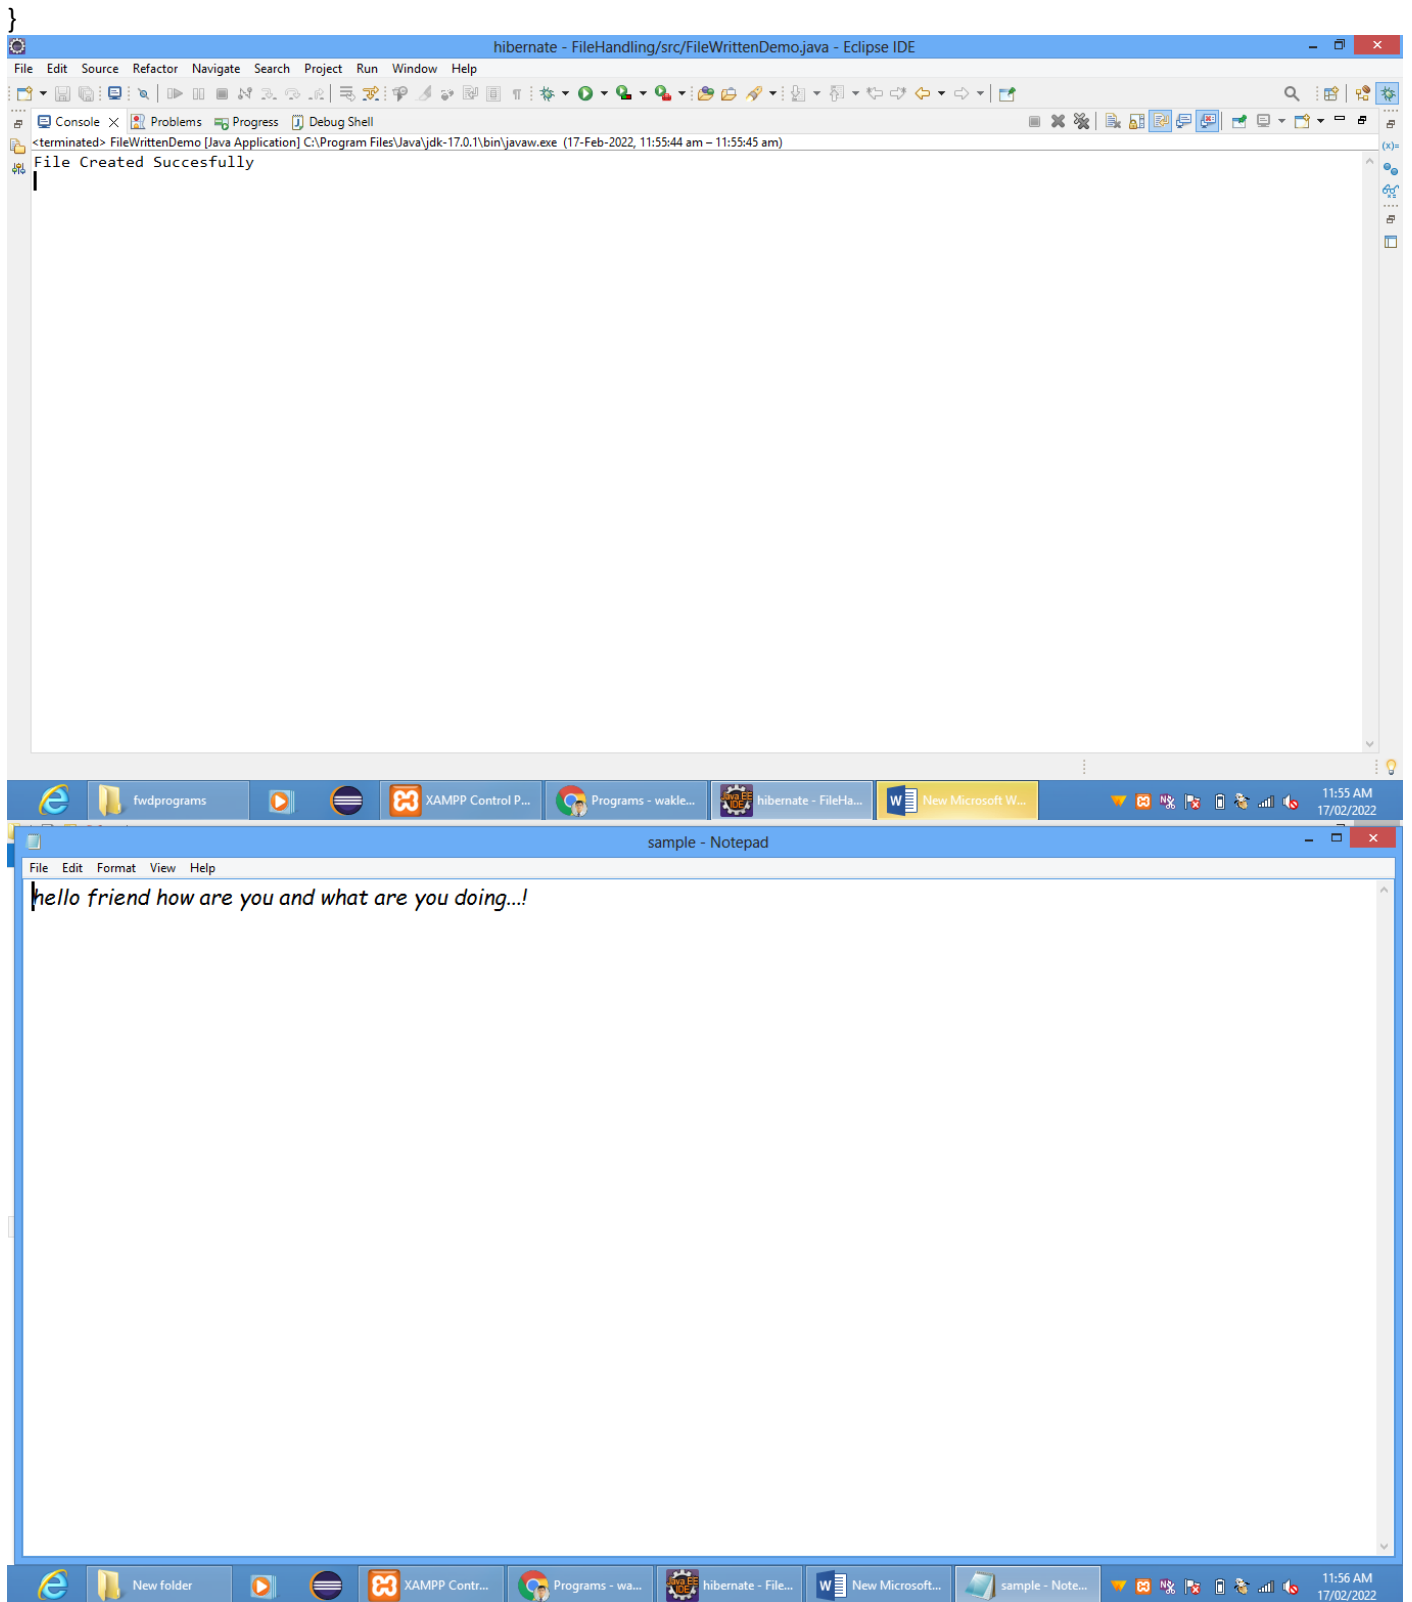 }
hibernate - FileHandling/src/FileWrittenDemo.java - Eclipse IDE
File Edit Source Refactor Navigate Search Project Run Window Help
Console Problems Progress Debug Shell
<terminated> FileWrittenDemo [Java Application] C:\Program Files\Java\jdk-17.0.1\bin\javaw.exe (17-Feb-2022, 11:55:44 am – 11:55:45 am)
File Created Succesfully
fwdprograms XAMPP Control P... Programs - wakle... hibernate - FileHa... New Microsoft W... 11:55 AM
17/02/2022
sample - Notepad
File Edit Format View Help
hello friend how are you and what are you doing...!
New folder XAMPP Contr... Programs - wa... hibernate - File... New Microsoft... sample - Note... 11:56 AM
17/02/2022